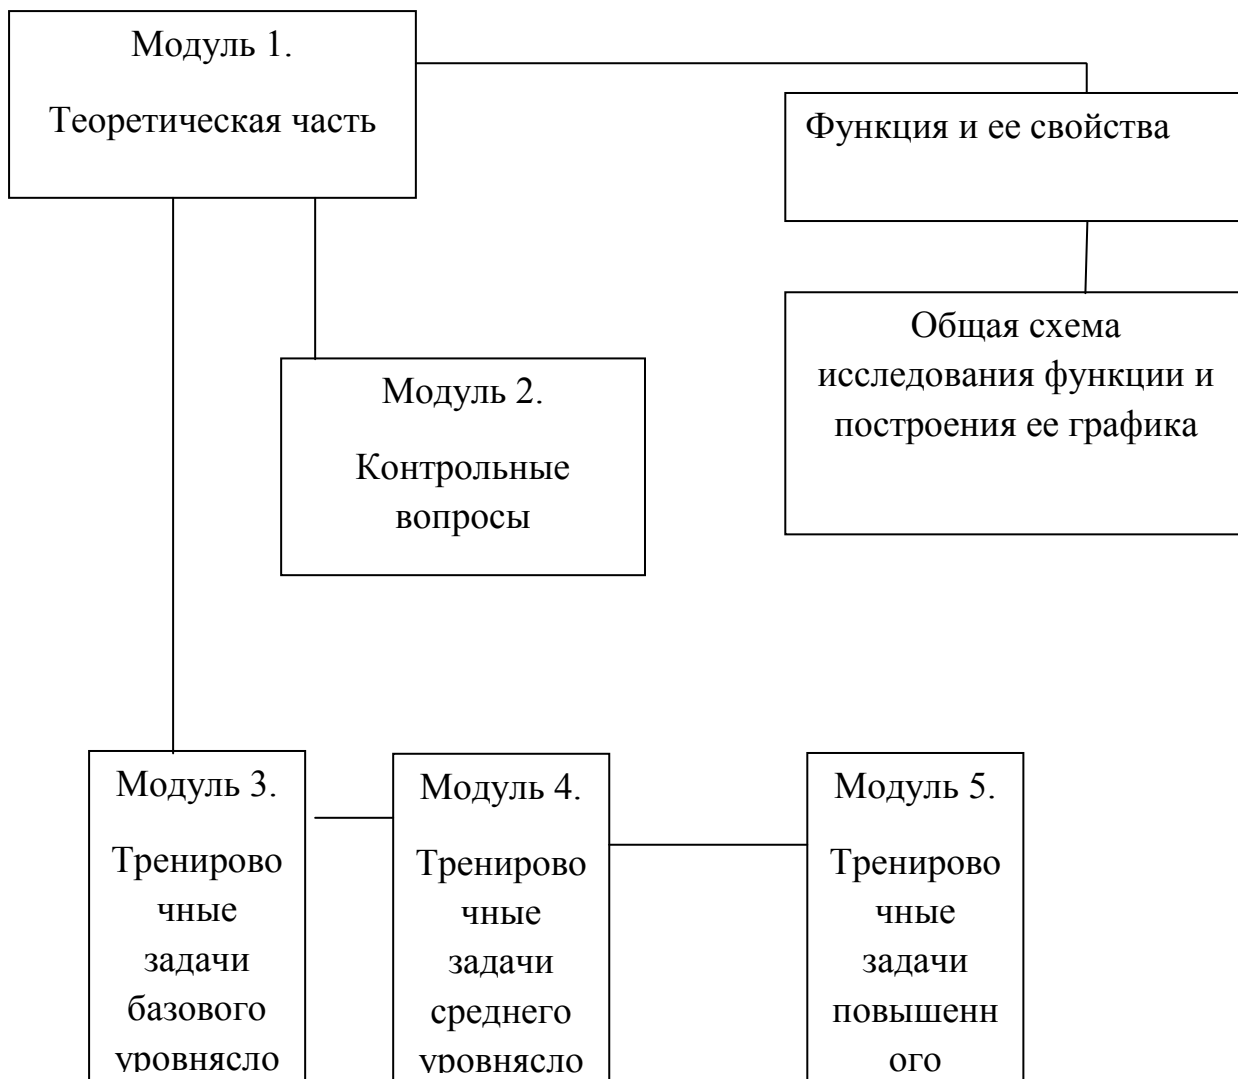 Модуль 1.
Теоретическая часть
Функция и ее свойства
Общая схема
исследования функции и
построения ее графика
Модуль 2.
Контрольные
вопросы
Модуль 3.
Тренирово
чные
задачи
базового
уровнясло
Модуль 4.
Тренирово
чные
задачи
среднего
уровнясло
Модуль 5.
Тренирово
чные
задачи
повышенн
ого